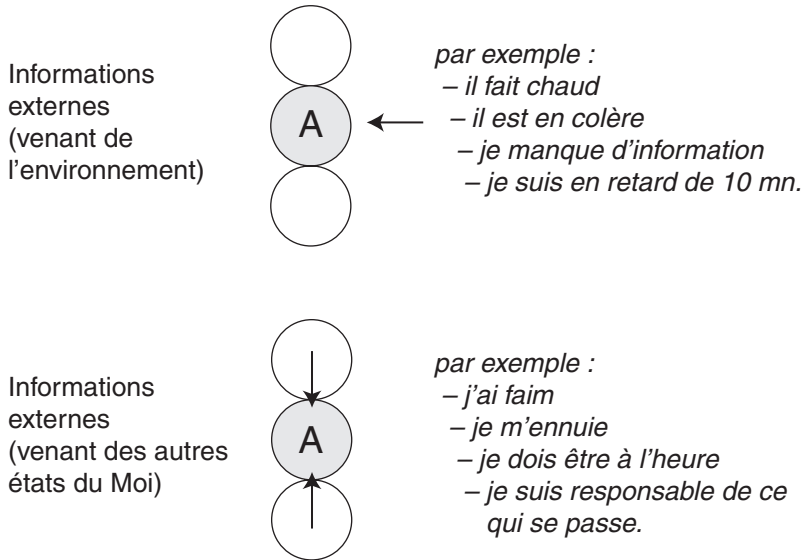 Informations
externes
(venant de
l'environnement)
A
par exemple :
– il fait chaud
– il est en colère
– je manque d'information
– je suis en retard de 10 mn.
Informations
externes
(venant des autres
états du Moi)
A
par exemple :
– j'ai faim
– je m'ennuie
– je dois être à l'heure
– je suis responsable de ce
qui se passe.